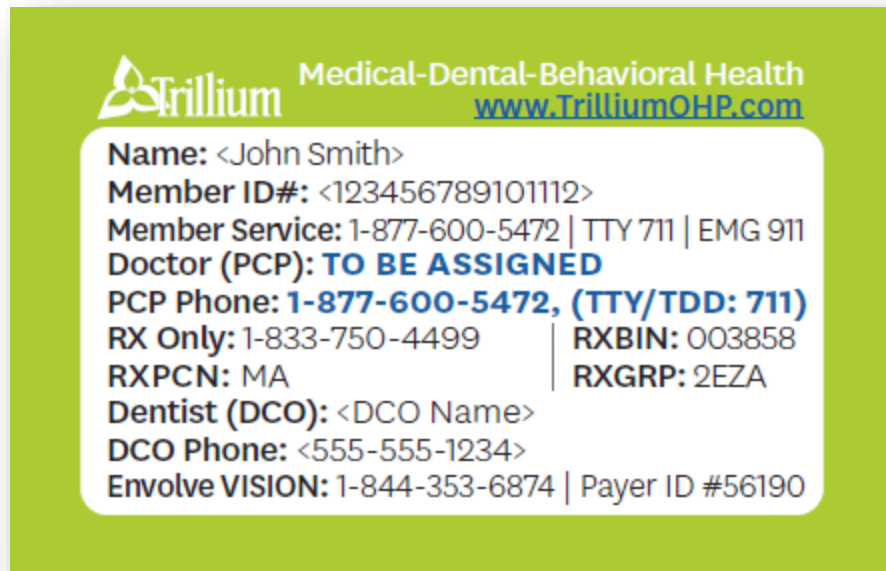 Trillium
Medical-Dental-Behavioral Health
www.TrilliumOHP.com
Name: <John Smith>
Member ID#: <123456789101112>
Member Service: 1-877-600-5472 | TTY 711 | EMG 911
Doctor (PCP): TO BE ASSIGNED
PCP Phone: 1-877-600-5472, (TTY/TDD: 711)
RX Only: 1-833-750-4499 | RXBIN: 003858
RXPCN: MA | RXGRP: 2EZA
Dentist (DCO): <DCO Name>
DCO Phone: <555-555-1234>
Envolve VISION: 1-844-353-6874 | Payer ID #56190